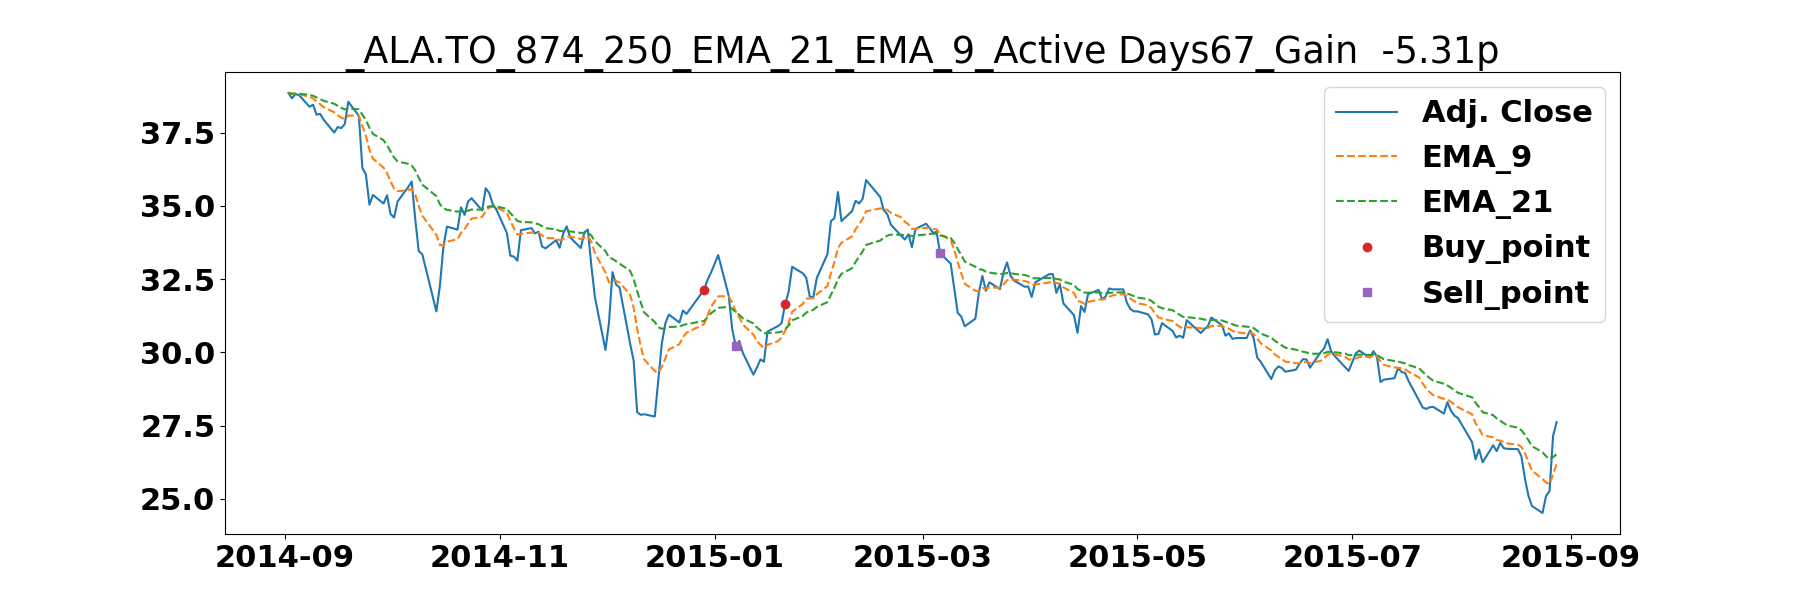 _ALA.TO_874_250_EMA_21_EMA_9_Active Days67_Gain  -5.31p
Adj. Close
EMA_9
EMA_21
Buy_point
Sell_point
37.5
35.0
32.5
30.0
27.5
25.0
2014-09 2014-11 2015-01 2015-03 2015-05 2015-07 2015-09